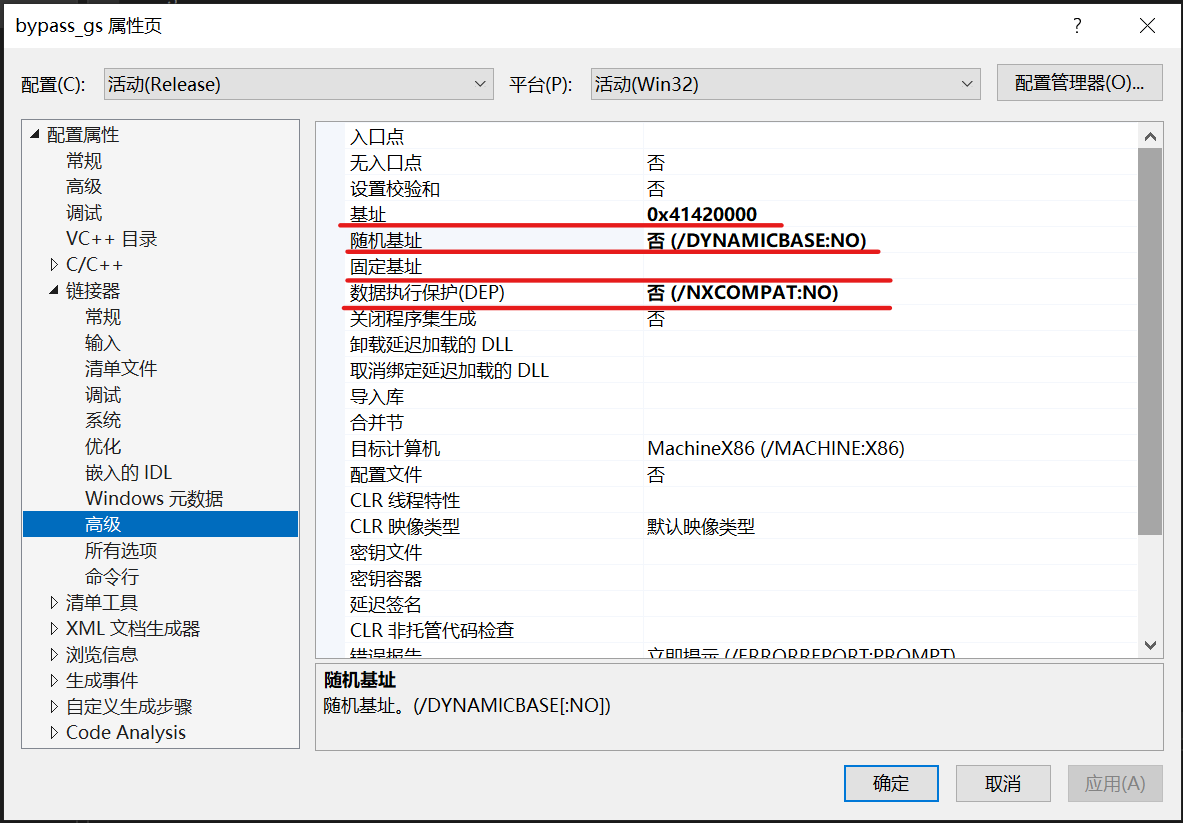 bypass_gs 属性页
?
配置(C):
活动(Release)
平台(P):
活动(Win32)
配置管理器(O)...
配置属性
常规
高级
调试
VC++ 目录
C/C++
链接器
常规
输入
清单文件
调试
系统
优化
嵌入的 IDL
Windows 元数据
高级
所有选项
命令行
清单工具
XML 文档生成器
浏览信息
生成事件
自定义生成步骤
Code Analysis
入口点
无入口点 否
设置校验和 否
基址 0x41420000
随机基址 否 (/DYNAMICBASE:NO)
固定基址
数据执行保护(DEP) 否 (/NXCOMPAT:NO)
关闭程序集生成 否
卸载延迟加载的 DLL
取消绑定延迟加载的 DLL
导入库
合并节
目标计算机 MachineX86 (/MACHINE:X86)
配置文件 否
CLR 线程特性
CLR 映像类型 默认映像类型
密钥文件
密钥容器
延迟签名
CLR 非托管代码检查
错误报告 立即提示 (/ERRORREPORT:PROMPT)
随机基址
随机基址。(/DYNAMICBASE[:NO])
确定
取消
应用(A)